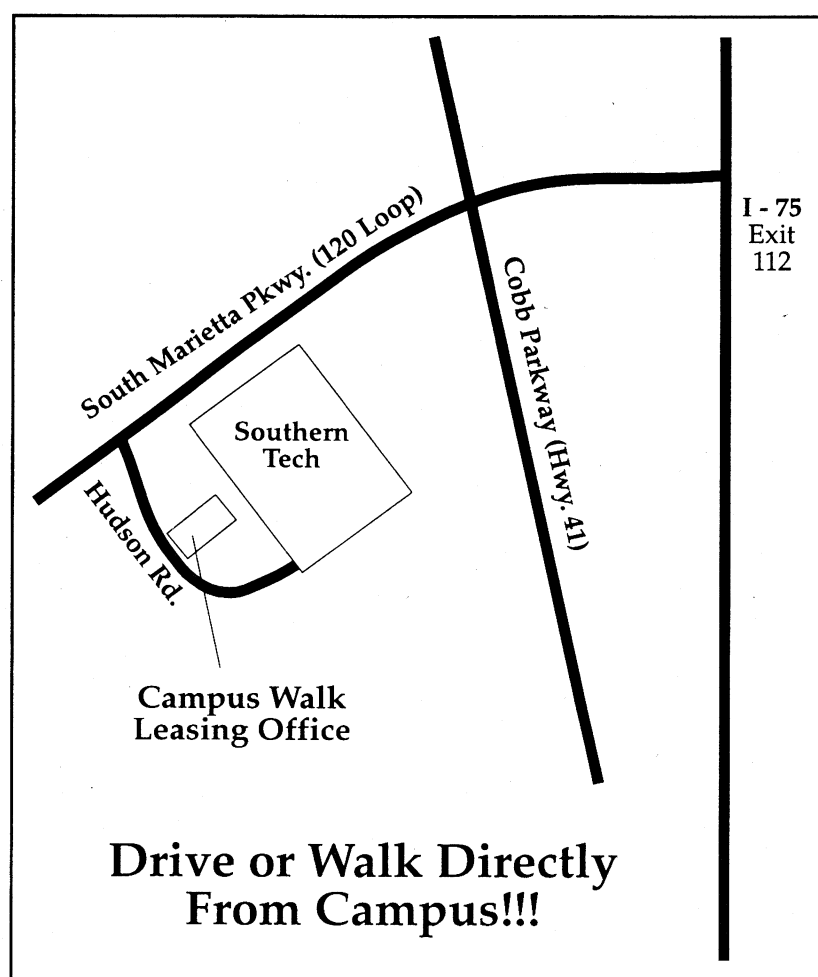 South Marietta Pkwy. (120 Loop)
I - 75
Exit
112
Cobb Parkway (Hwy. 41)
Southern
Tech
Hudson Rd.
Campus Walk
Leasing Office
Drive or Walk Directly
From Campus!!!